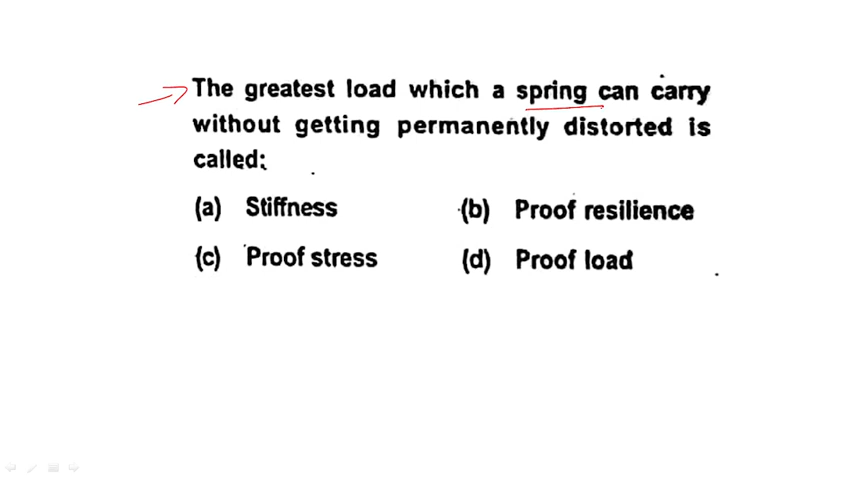 The greatest load which a spring can carry
without getting permanently distorted is
called:
(a) Stiffness (b) Proof resilience
(c) Proof stress (d) Proof load